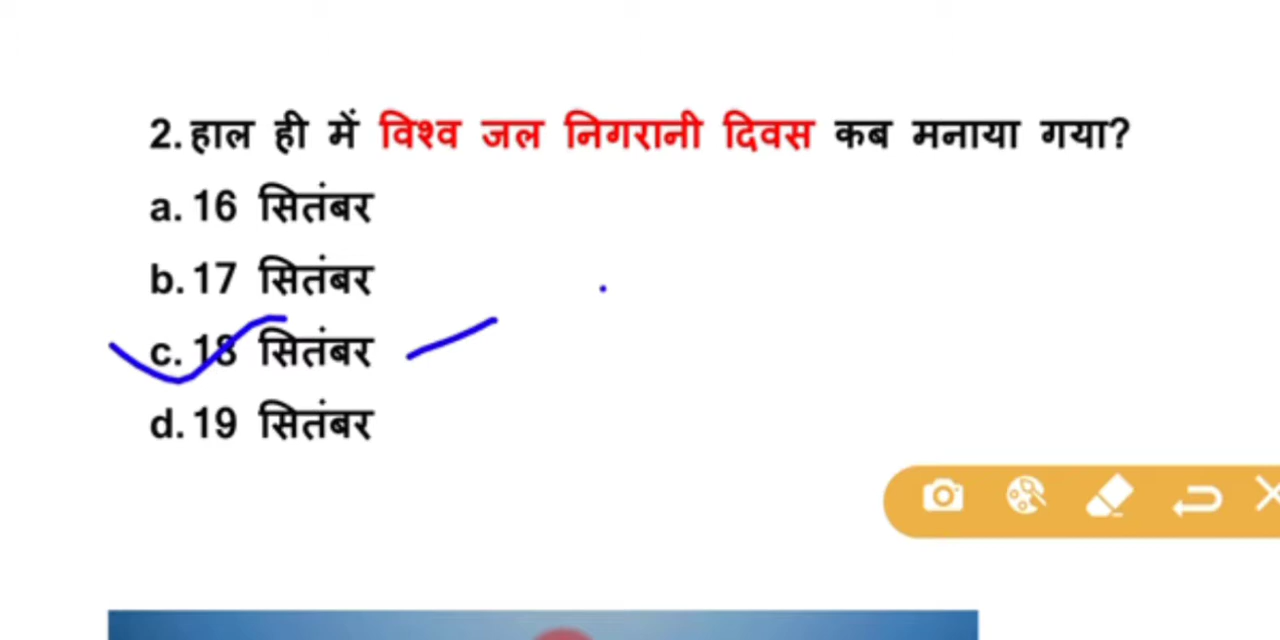 2. हाल ही में विश्व जल निगरानी दिवस कब मनाया गया?
a. 16 सितंबर
b. 17 सितंबर
c. 18 सितंबर
d. 19 सितंबर